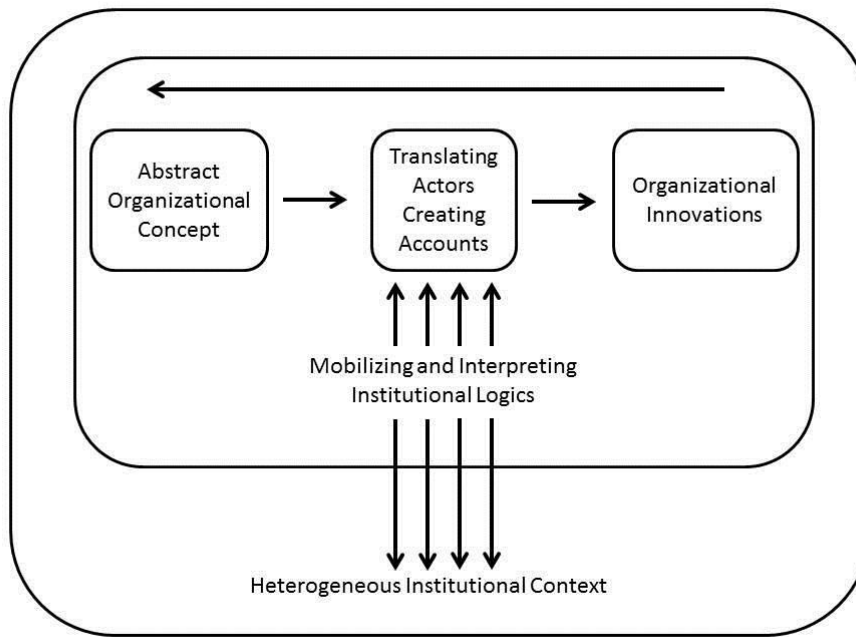 Abstract
Organizational
Concept
Translating
Actors
Creating
Accounts
Organizational
Innovations
Mobilizing and Interpreting
Institutional Logics
Heterogeneous Institutional Context